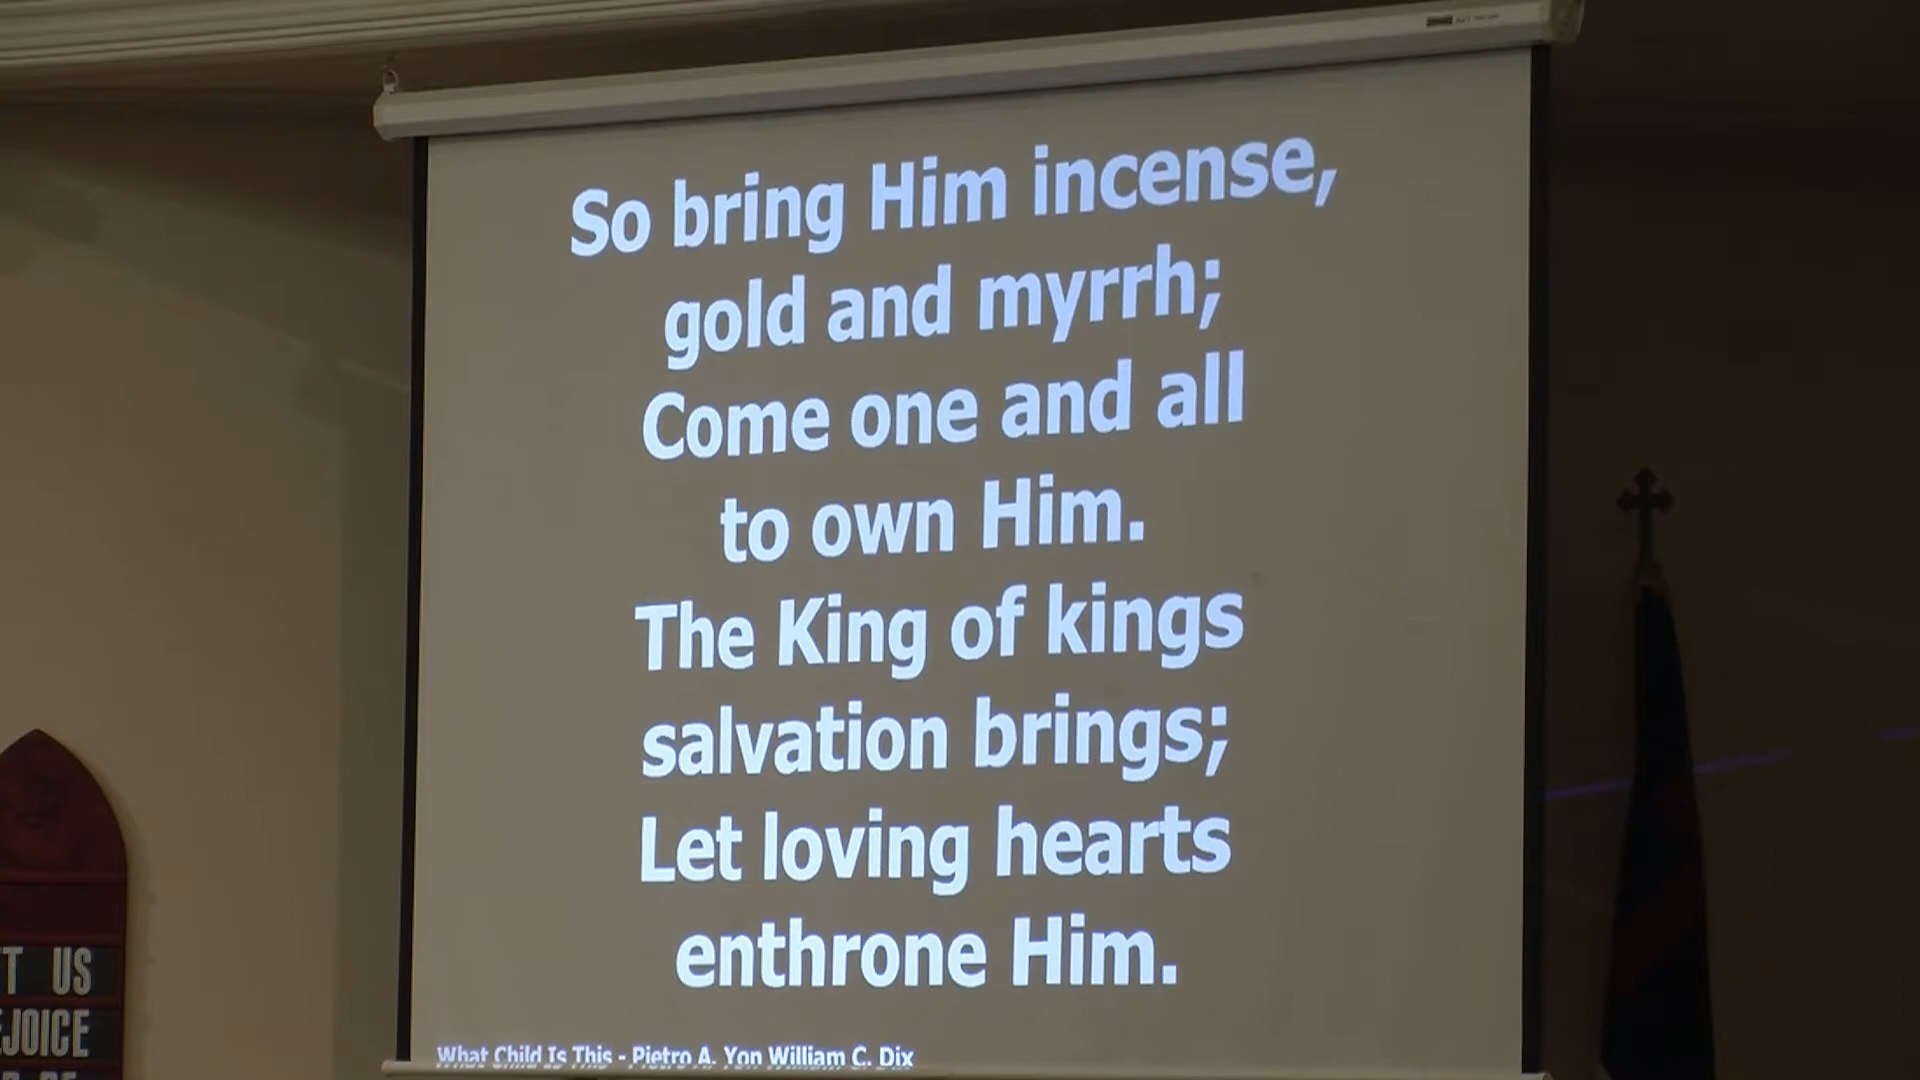 So bring Him incense,
gold and myrrh;
Come one and all
to own Him.
The King of kings
salvation brings;
Let loving hearts
enthrone Him.
What Child Is This - Pietro A. Yon William C. Dix
T US
EJOICE